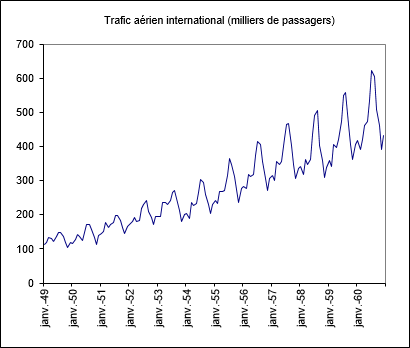 Trafic aérien international (milliers de passagers)
700
600
500
400
300
200
100
0
janv.-49
janv.-50
janv.-51
janv.-52
janv.-53
janv.-54
janv.-55
janv.-56
janv.-57
janv.-58
janv.-59
janv.-60